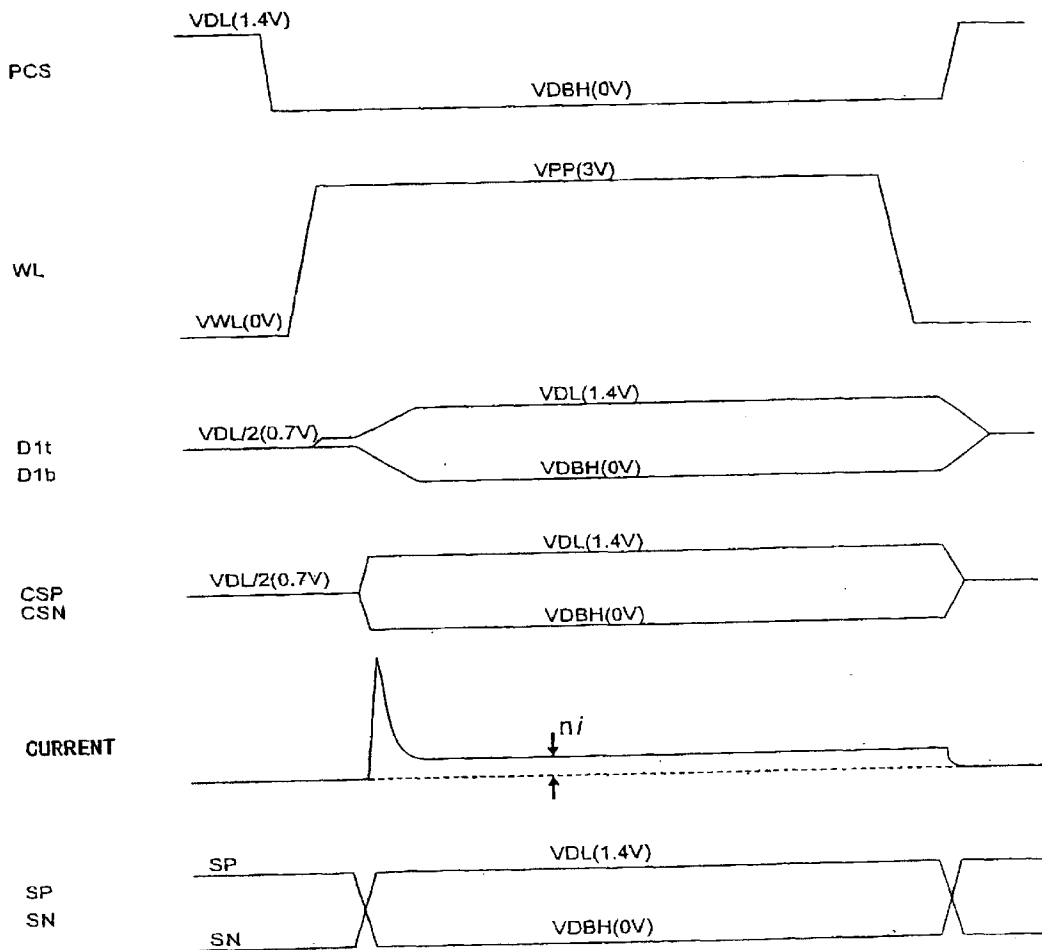 VDL(1.4V)
PCS
VDBH(0V)
VPP(3V)
WL
VWL(0V)
VDL(1.4V)
VDL/2(0.7V)
D1t
D1b
VDBH(0V)
VDL(1.4V)
VDL/2(0.7V)
CSP
CSN
VDBH(0V)
ni
CURRENT
SP
VDL(1.4V)
SP
SN
SN
VDBH(0V)